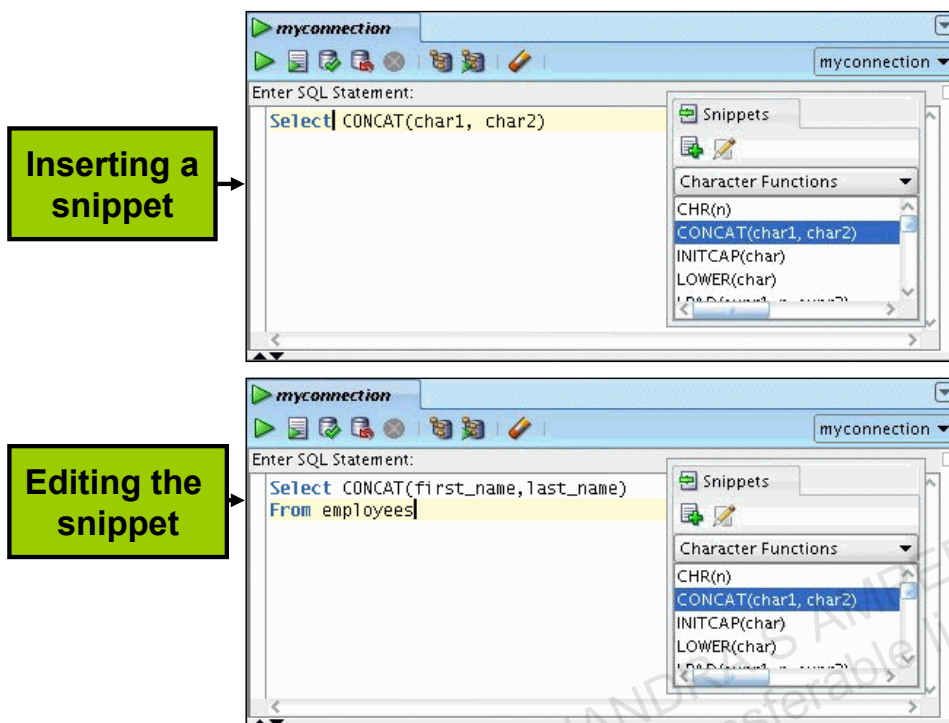 myconnection
myconnection
Enter SQL Statement:
Select CONCAT(char1, char2)
Snippets
Character Functions
CHR(n)
CONCAT(char1, char2)
INITCAP(char)
LOWER(char)
Inserting a
snippet
myconnection
myconnection
Enter SQL Statement:
Select CONCAT(first_name,last_name)
From employees
Snippets
Character Functions
CHR(n)
CONCAT(char1, char2)
INITCAP(char)
LOWER(char)
Editing the
snippet